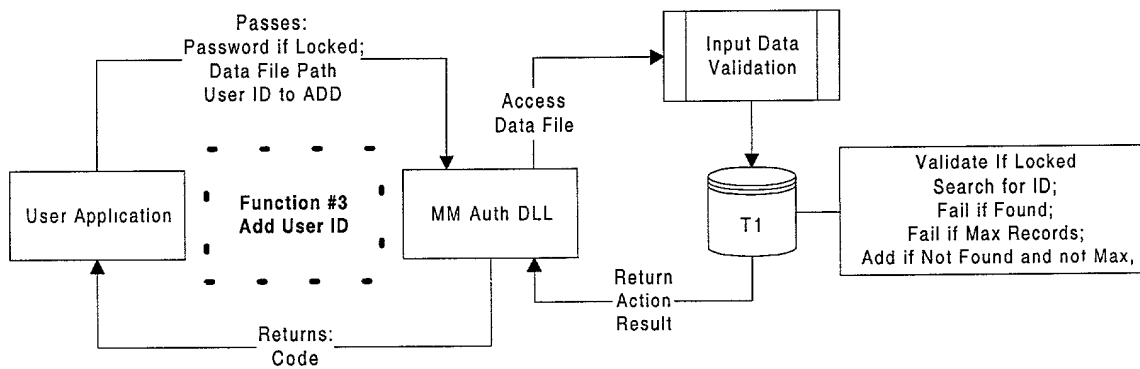 Passes:
Password if Locked;
Data File Path
User ID to ADD
Input Data
Validation
Access
Data File
User Application
Function #3
Add User ID
MM Auth DLL
T1
Validate If Locked
Search for ID;
Fail if Found;
Fail if Max Records;
Add if Not Found and not Max,
Return
Action
Result
Returns:
Code